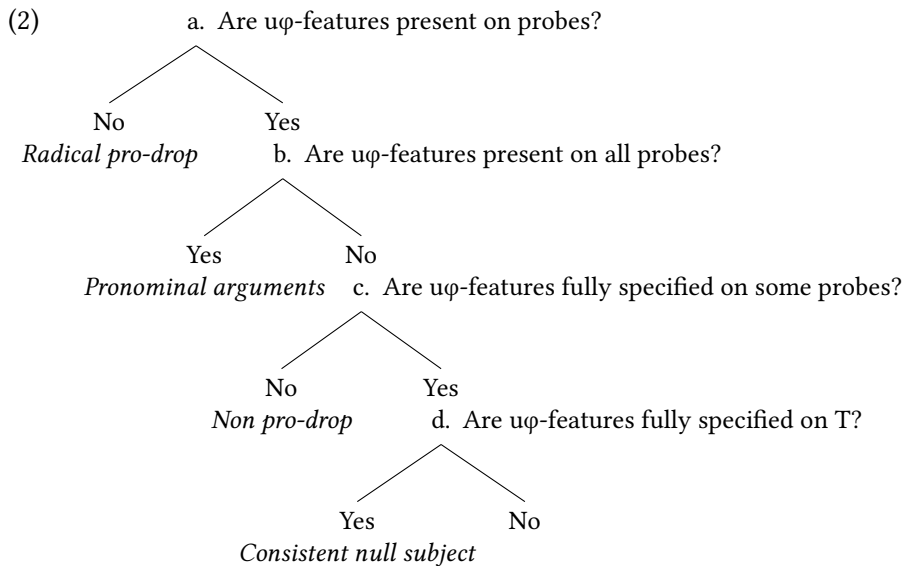 (2) a. Are uφ-features present on probes?
No Yes
Radical pro-drop b. Are uφ-features present on all probes?
Yes No
Pronominal arguments c. Are uφ-features fully specified on some probes?
No Yes
Non pro-drop d. Are uφ-features fully specified on T?
Yes No
Consistent null subject